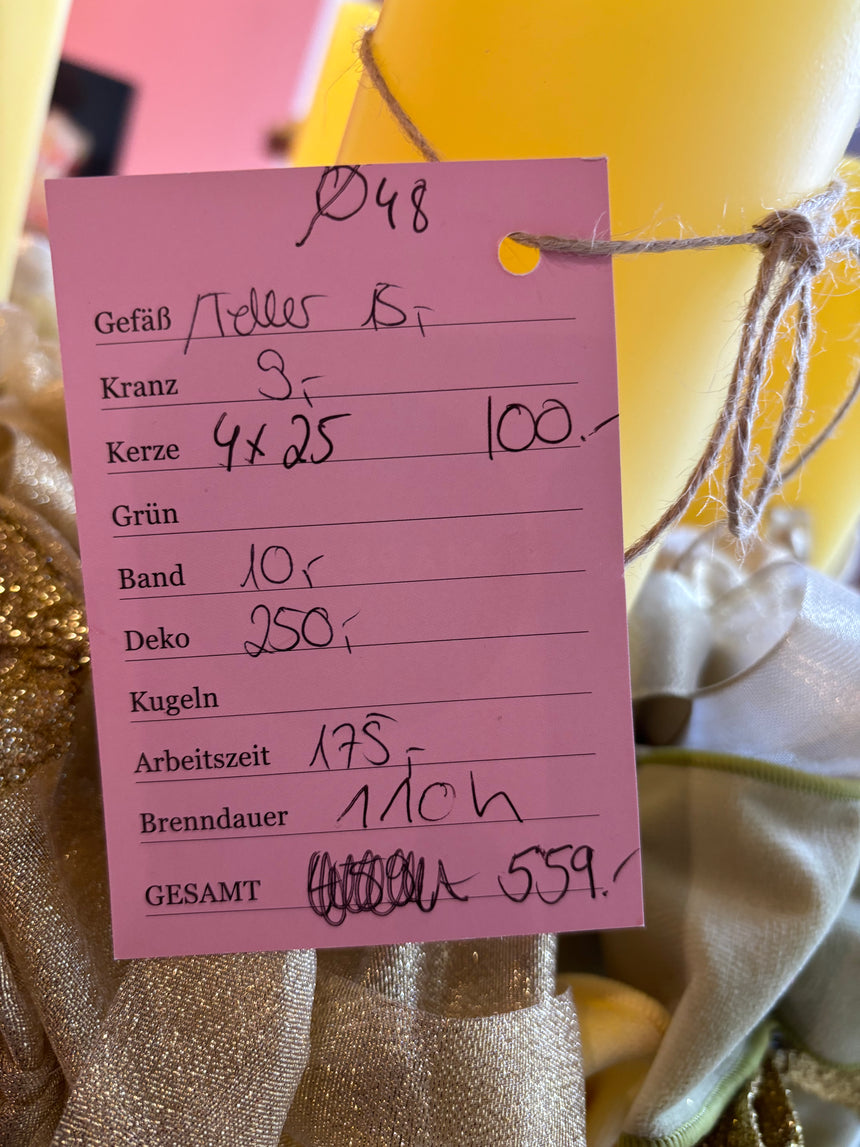 Ø48
Gefäß /Teller 15,-
Kranz 9,-
Kerze 4x25 100.-
Grün
Band 10,-
Deko 250,-
Kugeln
Arbeitszeit 175,-
Brenndauer 110h
GESAMT 559.-